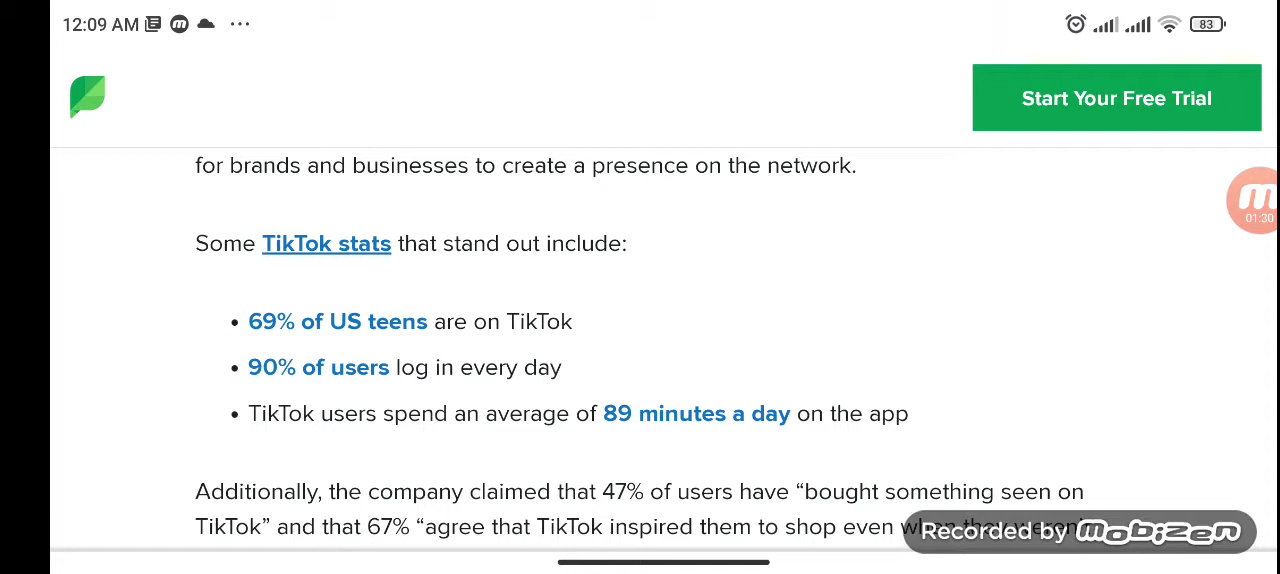 12:09 AM
83
Start Your Free Trial
for brands and businesses to create a presence on the network.
01:30
Some TikTok stats that stand out include:
• 69% of US teens are on TikTok
• 90% of users log in every day
• TikTok users spend an average of 89 minutes a day on the app
Additionally, the company claimed that 47% of users have “bought something seen on
TikTok” and that 67% “agree that TikTok inspired them to shop even
Recorded by mobizen